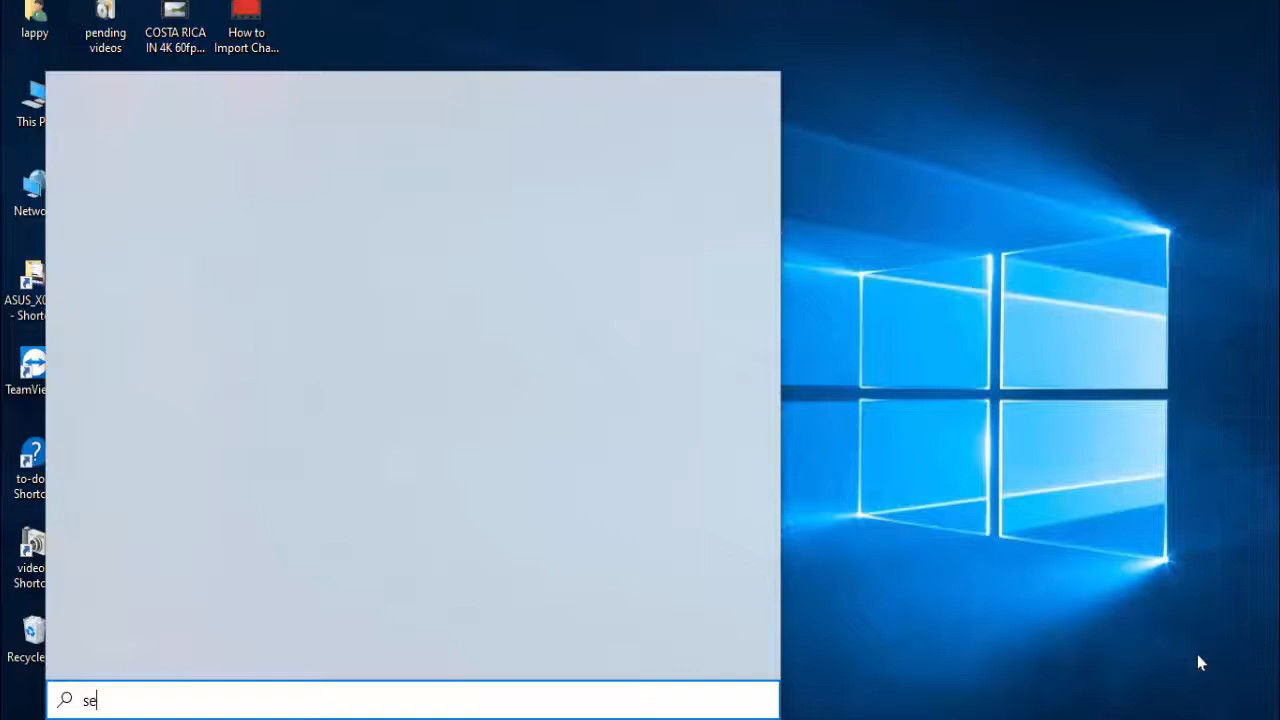 lappy
pending
videos
COSTA RICA
IN 4K 60fp...
How to
Import Cha...
This P
Netwo
ASUS_X0
- Short
TeamVie
to-do
Shortc
video
Shortc
Recycle
se